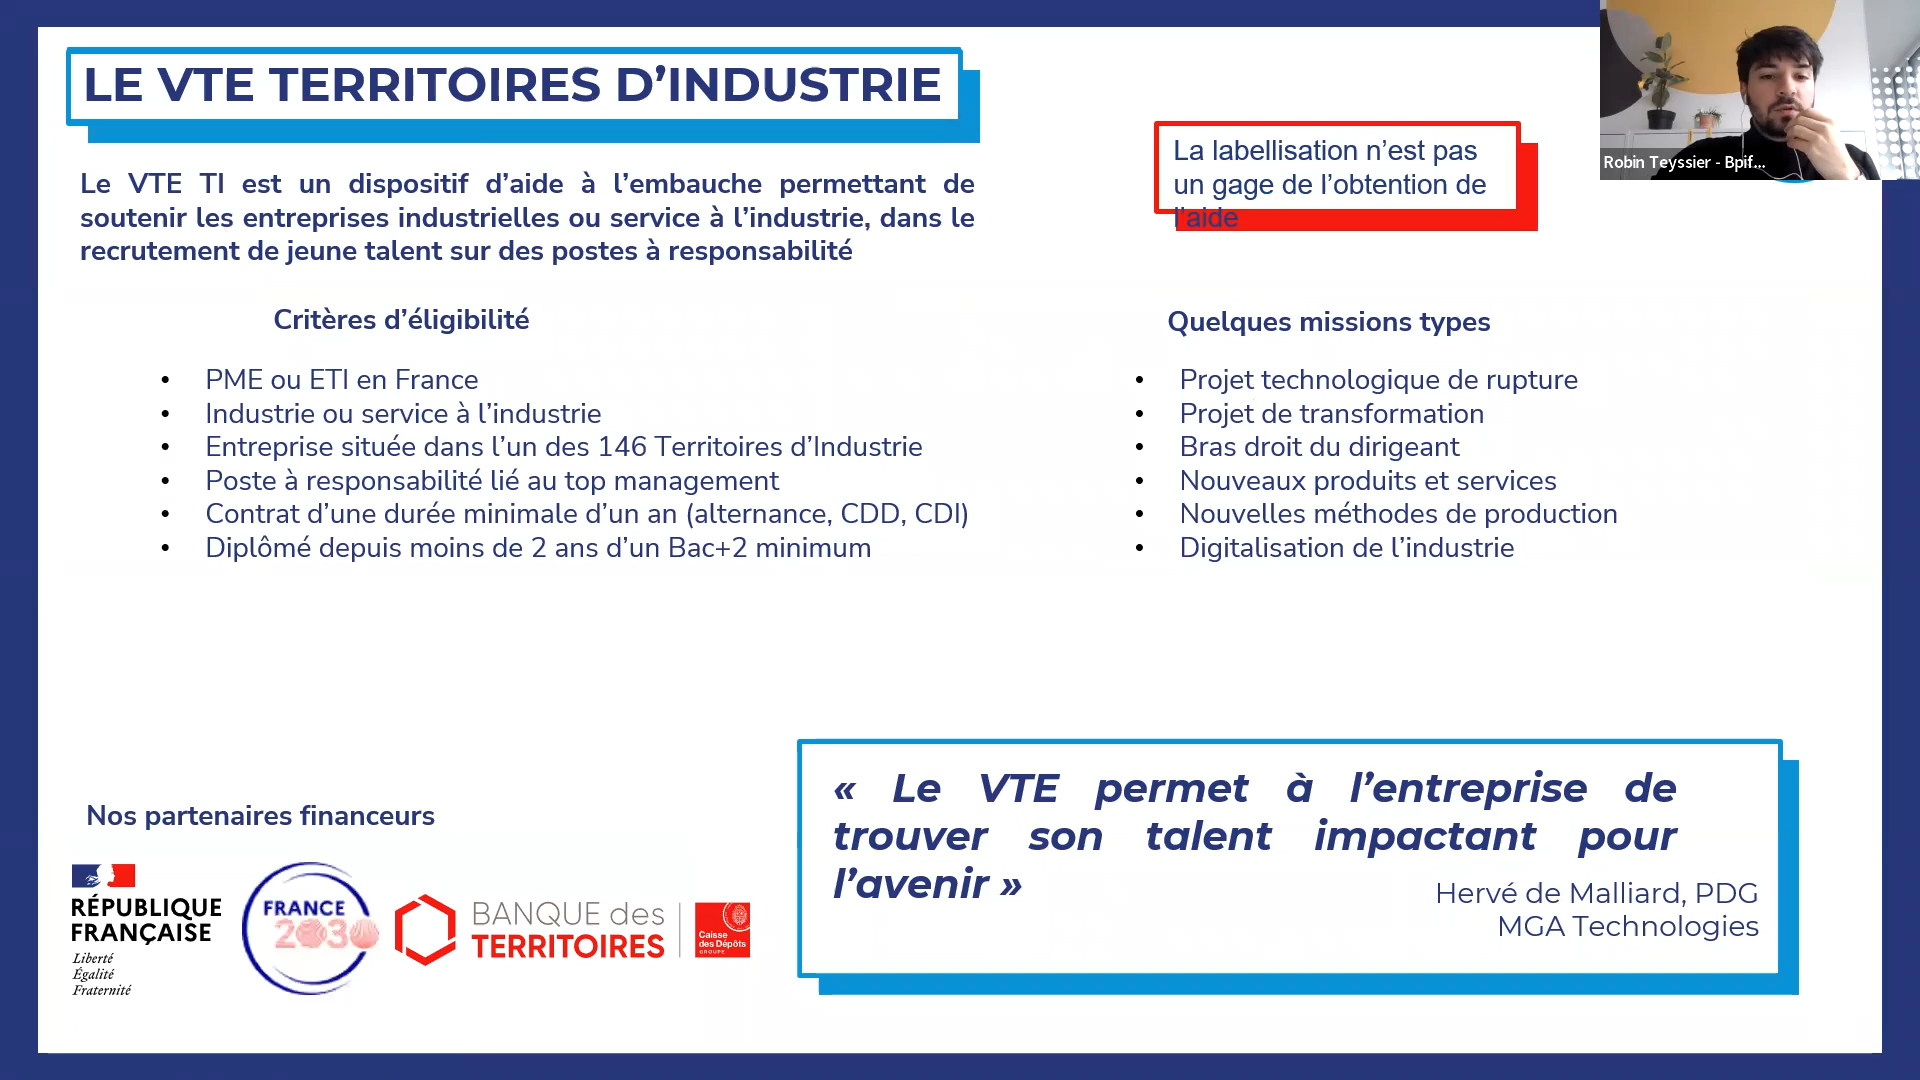 LE VTE TERRITOIRES D’INDUSTRIE
Le VTE TI est un dispositif d’aide à l’embauche permettant de
soutenir les entreprises industrielles ou service à l’industrie, dans le
recrutement de jeune talent sur des postes à responsabilité
La labellisation n’est pas
un gage de l’obtention de
l’aide
Robin Teyssier - Bpif...
Critères d’éligibilité
• PME ou ETI en France
• Industrie ou service à l’industrie
• Entreprise située dans l’un des 146 Territoires d’Industrie
• Poste à responsabilité lié au top management
• Contrat d’une durée minimale d’un an (alternance, CDD, CDI)
• Diplômé depuis moins de 2 ans d’un Bac+2 minimum
Quelques missions types
• Projet technologique de rupture
• Projet de transformation
• Bras droit du dirigeant
• Nouveaux produits et services
• Nouvelles méthodes de production
• Digitalisation de l’industrie
Nos partenaires financeurs
RÉPUBLIQUE
FRANÇAISE
Liberté
Égalité
Fraternité
FRANCE
2030
BANQUE des
TERRITOIRES
Caisse
des Dépôts
GROUPE
« Le VTE permet à l’entreprise de
trouver son talent impactant pour
l’avenir »
Hervé de Malliard, PDG
MGA Technologies